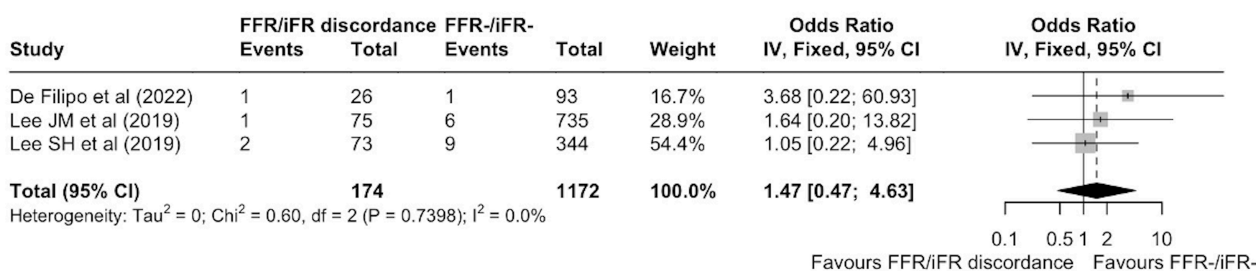 FFR/iFR discordance FFR-/iFR- Odds Ratio Odds Ratio
Study Events Total Events Total Weight IV, Fixed, 95% CI IV, Fixed, 95% CI
De Filipo et al (2022) 1 26 1 93 16.7% 3.68 [0.22; 60.93]
Lee JM et al (2019) 1 75 6 735 28.9% 1.64 [0.20; 13.82]
Lee SH et al (2019) 2 73 9 344 54.4% 1.05 [0.22; 4.96]
Total (95% CI) 174 1172 100.0% 1.47 [0.47; 4.63]
Heterogeneity: Tau² = 0; Chi² = 0.60, df = 2 (P = 0.7398); I² = 0.0%
0.1 0.5 1 2 10
Favours FFR/iFR discordance Favours FFR-/iFR-